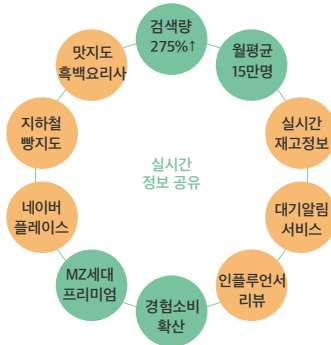 검색량
275%↑
월평균
15만명
실시간
재고정보
대기알림
서비스
인플루언서
리뷰
경험소비
확산
MZ세대
프리미엄
네이버
플레이스
지하철
빵지도
맛지도
흑백요리사
실시간
정보 공유